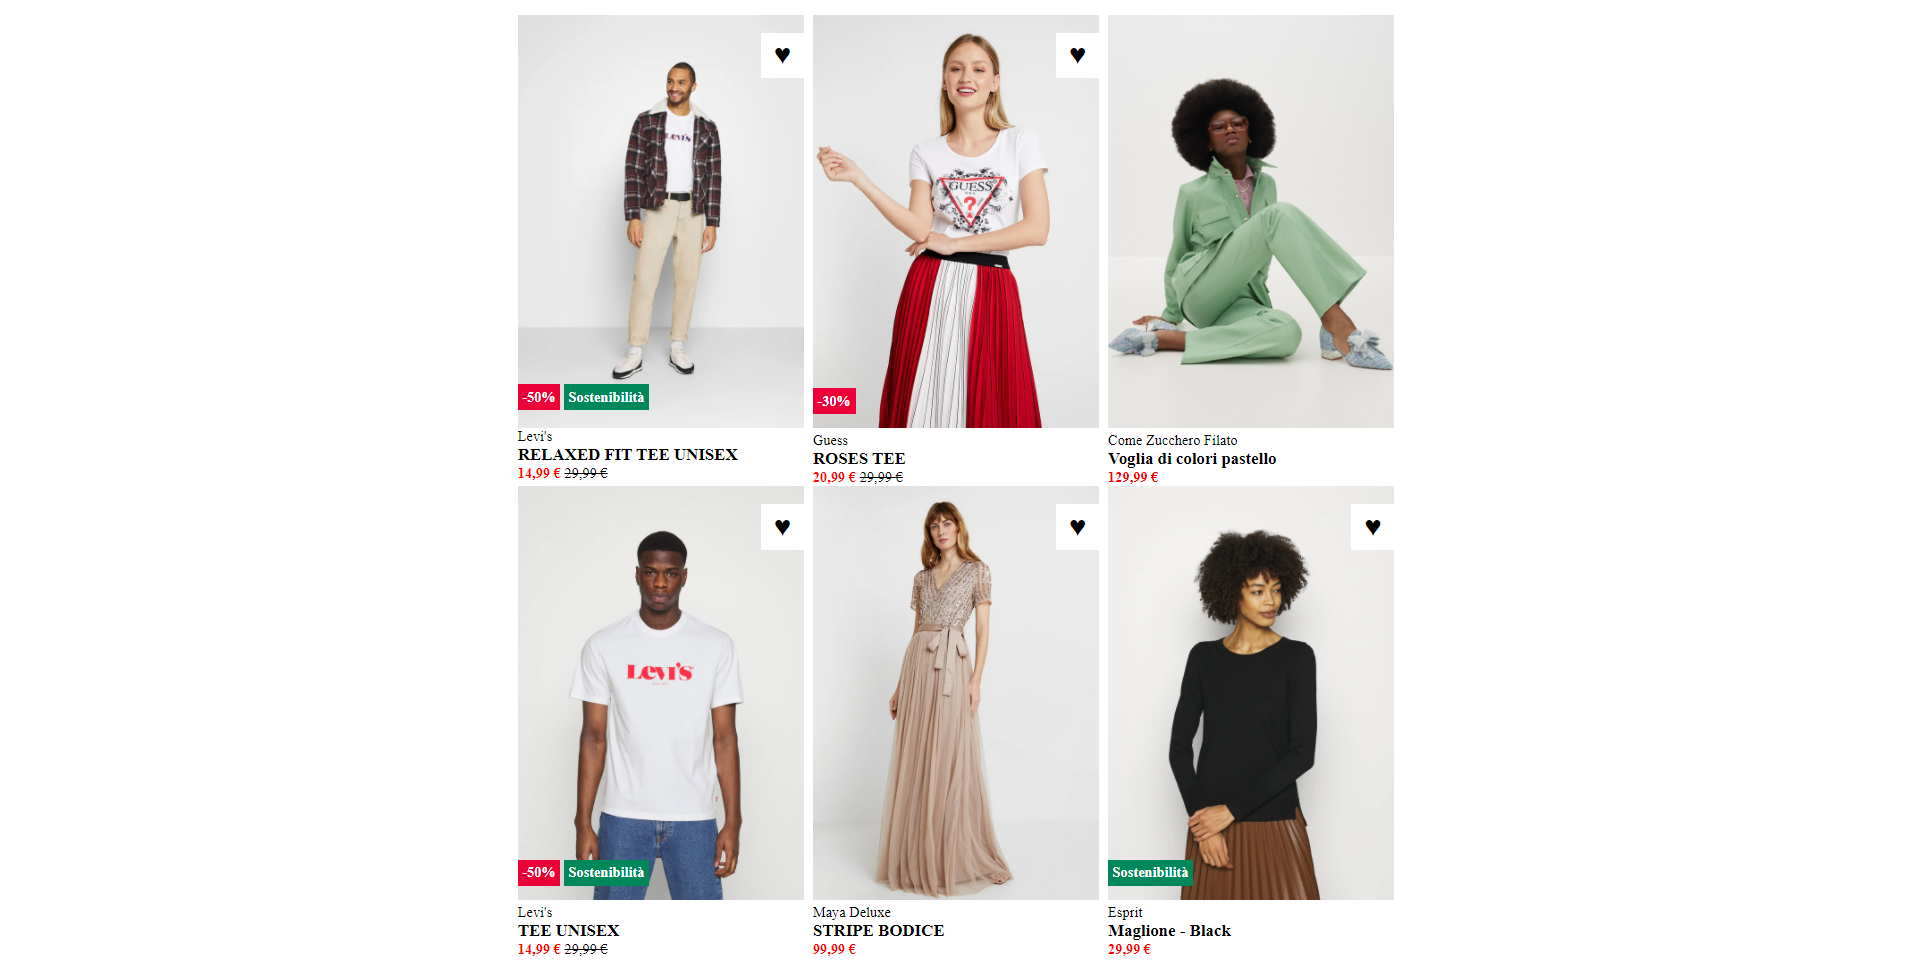 ♥
LEVI'S
-50% Sostenibilità
Levi's
RELAXED FIT TEE UNISEX
14,99 € 29,99 €
♥
GUESS
?
-30%
Guess
ROSES TEE
20,99 € 29,99 €
Come Zucchero Filato
Voglia di colori pastello
129,99 €
♥
LEVI'S
-50% Sostenibilità
Levi's
TEE UNISEX
14,99 € 29,99 €
♥
Maya Deluxe
STRIPE BODICE
99,99 €
♥
Sostenibilità
Esprit
Maglione - Black
29,99 €